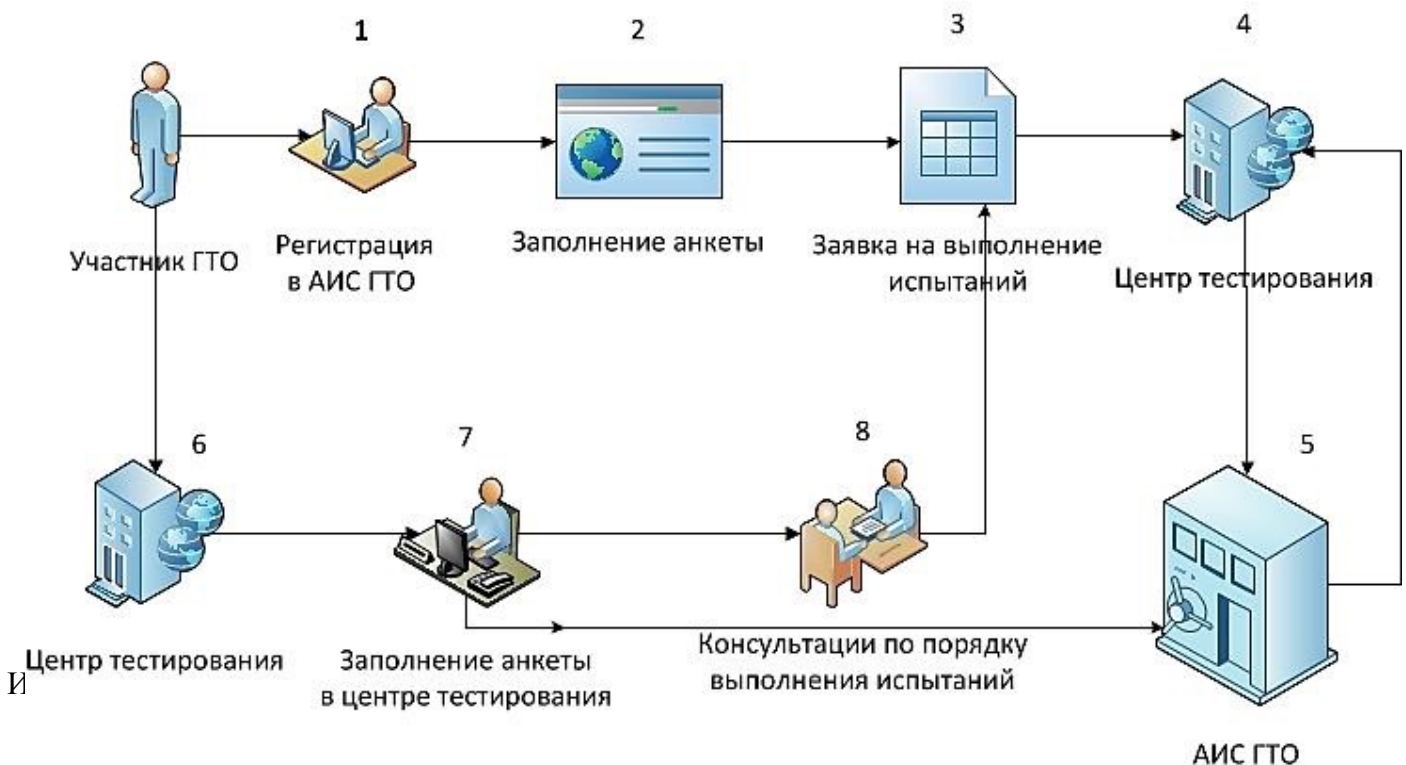 1
2
3
4
Участник ГТО
Регистрация
в АИС ГТО
Заполнение анкеты
Заявка на выполнение
испытаний
Центр тестирования
6
7
8
5
Центр тестирования
Заполнение анкеты
в центре тестирования
Консультации по порядку
выполнения испытаний
АИС ГТО